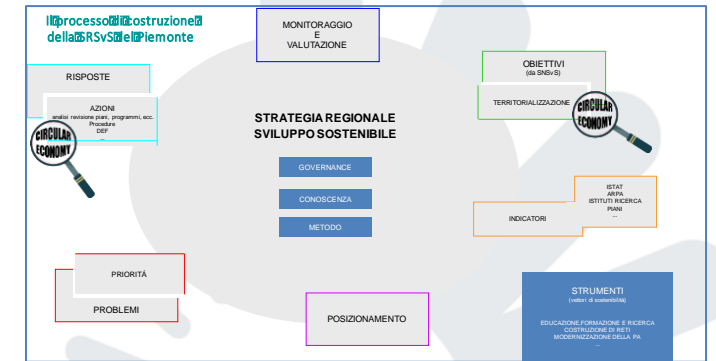 Il processo di costruzione
della SRSvS del Piemonte
MONITORAGGIO
E
VALUTAZIONE
RISPOSTE
AZIONI
analisi revisione piani, programmi, ecc.
Procedure
DEF
...
CIRCULAR
ECONOMY
OBIETTIVI
(da SNSvS)
TERRITORIALIZZAZIONE
CIRCULAR
ECONOMY
STRATEGIA REGIONALE
SVILUPPO SOSTENIBILE
GOVERNANCE
CONOSCENZA
METODO
ISTAT
ARPA
ISTITUTI RICERCA
PIANI
...
INDICATORI
PRIORITÁ
PROBLEMI
POSIZIONAMENTO
STRUMENTI
(vettori di sostenibilità)
EDUCAZIONE,FORMAZIONE E RICERCA
COSTRUZIONE DI RETI
MODERNIZZAZIONE DELLA PA
...